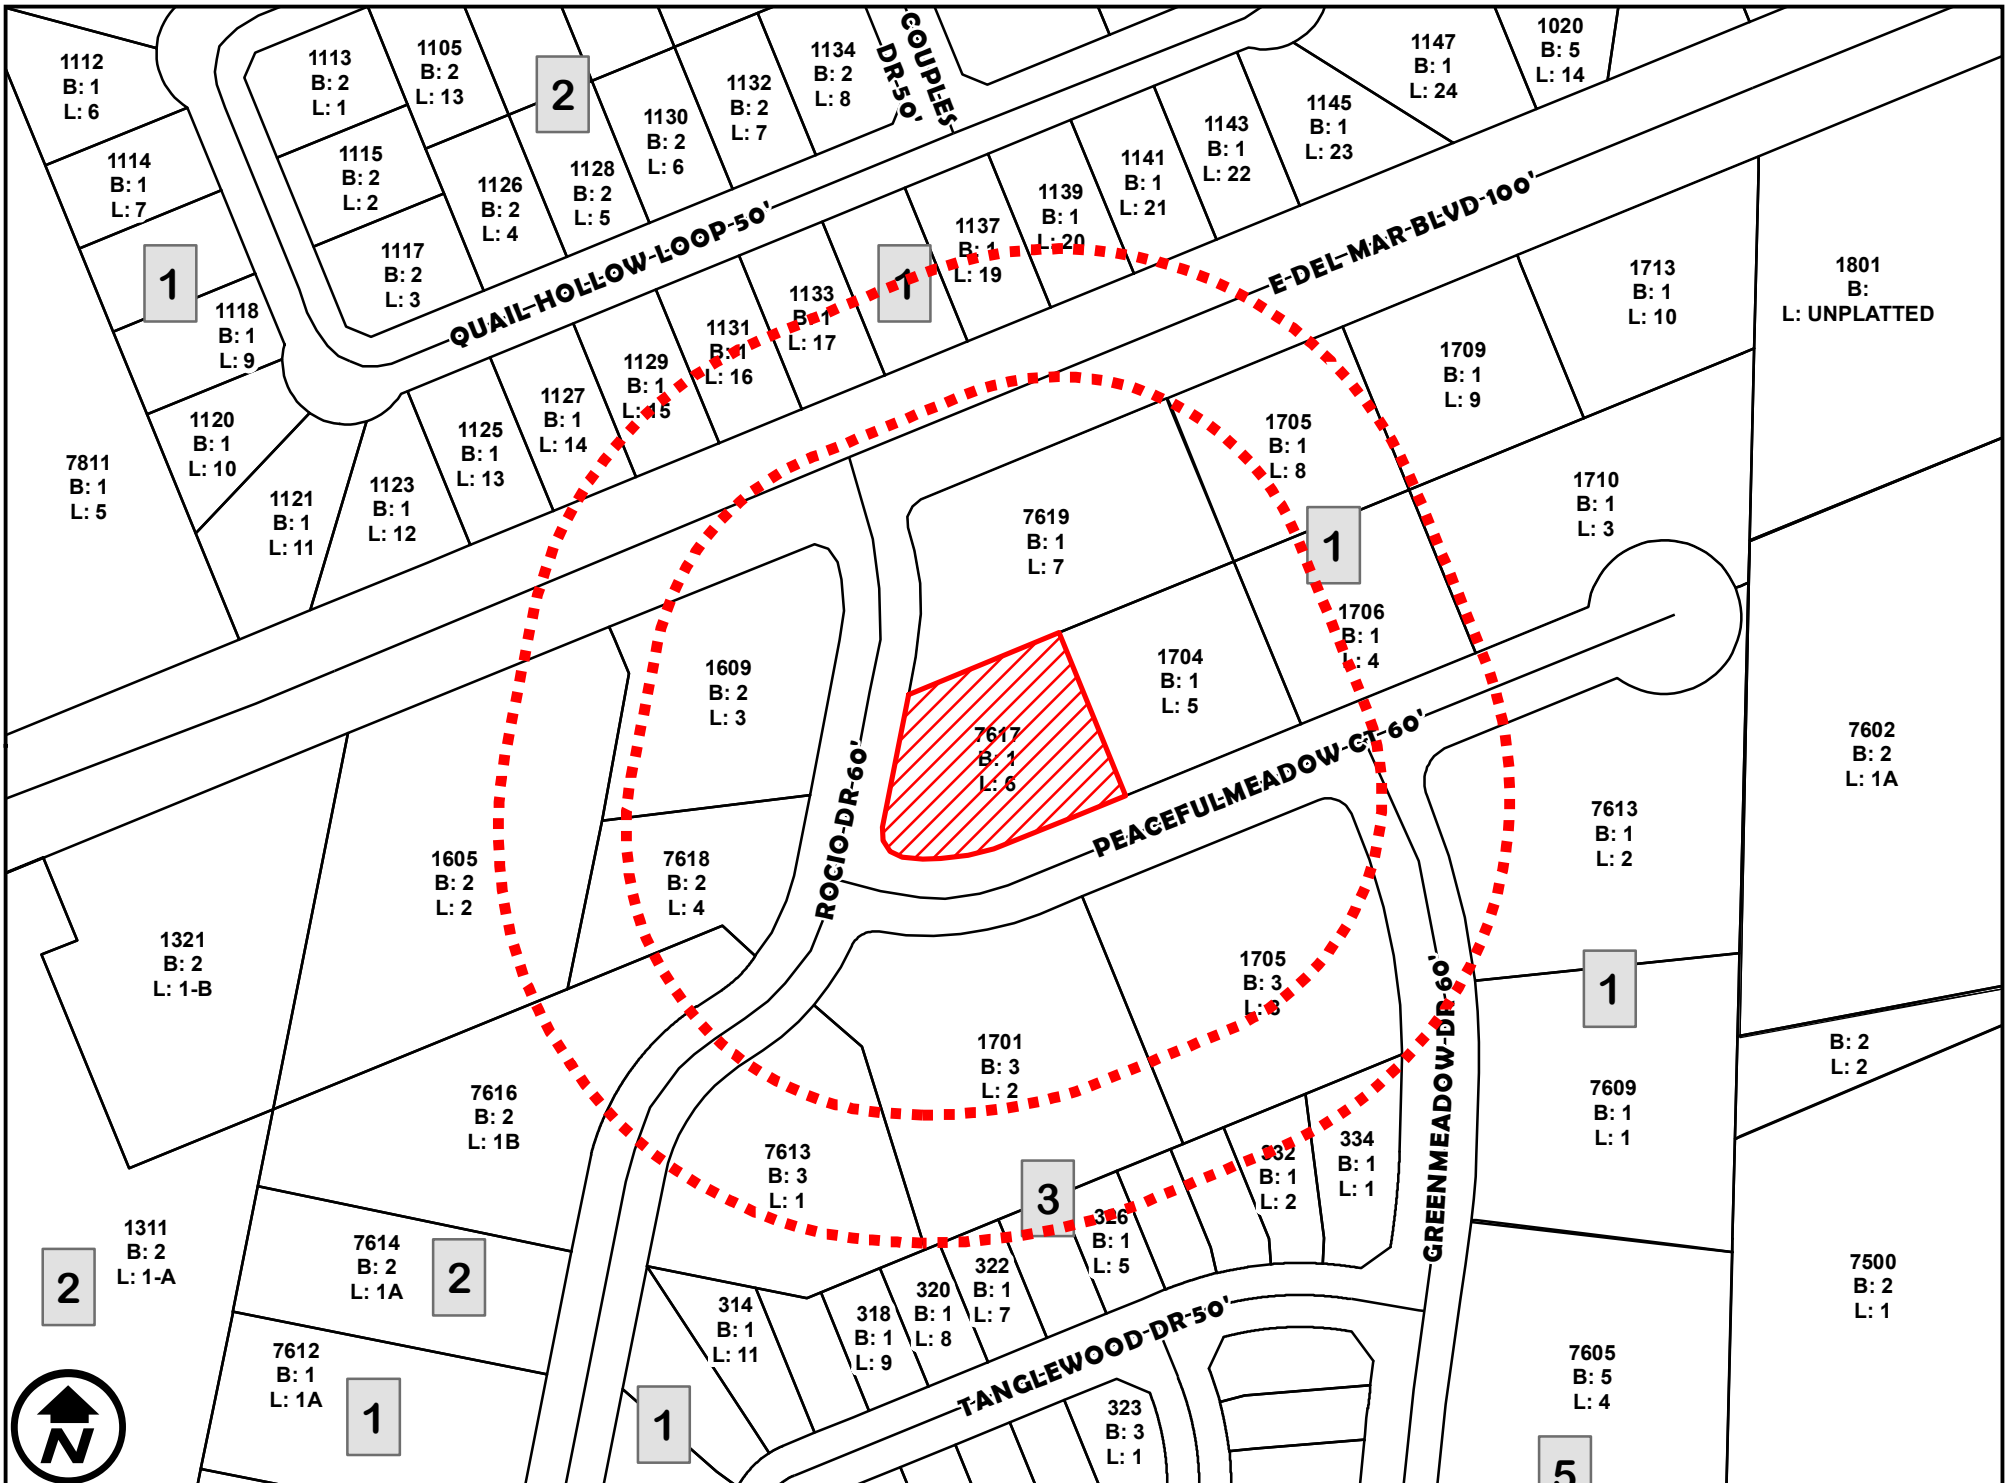 1112
B: 1
L: 6
1113
B: 2
L: 1
1105
B: 2
L: 13
2
1134
B: 2
L: 8
COUPLES
DR-50'
1147
B: 1
L: 24
1020
B: 5
L: 14
1132
B: 2
L: 7
1130
B: 2
L: 6
1145
B: 1
L: 23
1143
B: 1
L: 22
1114
B: 1
L: 7
1115
B: 2
L: 2
1126
B: 2
L: 4
1128
B: 2
L: 5
1141
B: 1
L: 21
1139
B: 1
L: 20
1137
B: 1
L: 19
1
QUAIL-HOLLOW-LOOP-50'
E-DEL-MAR-BLVD-100'
1
1117
B: 2
L: 3
1118
B: 1
L: 9
1133
B: 1
L: 17
1131
B: 1
L: 16
1129
B: 1
L: 15
1127
B: 1
L: 14
1125
B: 1
L: 13
1713
B: 1
L: 10
1801
B:
L: UNPLATTED
1709
B: 1
L: 9
1120
B: 1
L: 10
7811
B: 1
L: 5
1121
B: 1
L: 11
1123
B: 1
L: 12
1705
B: 1
L: 8
1710
B: 1
L: 3
7619
B: 1
L: 7
1
1706
B: 1
L: 4
1609
B: 2
L: 3
1704
B: 1
L: 5
7617
B: 1
L: 6
ROCIO-DR-60'
PEACEFULMEADOW-CT-60'
7602
B: 2
L: 1A
7613
B: 1
L: 2
1605
B: 2
L: 2
7618
B: 2
L: 4
1321
B: 2
L: 1-B
1705
B: 3
L: 3
1
GREENMEADOW-DR-60'
1701
B: 3
L: 2
B: 2
L: 2
7616
B: 2
L: 1B
7609
B: 1
L: 1
7613
B: 3
L: 1
3
332
B: 1
L: 2
334
B: 1
L: 1
326
B: 1
L: 5
1311
B: 2
L: 1-A
2
7614
B: 2
L: 1A
2
322
B: 1
L: 7
320
B: 1
L: 8
318
B: 1
L: 9
314
B: 1
L: 11
TANGLEWOOD-DR-50'
7500
B: 2
L: 1
7612
B: 1
L: 1A
1
1
7605
B: 5
L: 4
323
B: 3
L: 1
5
N